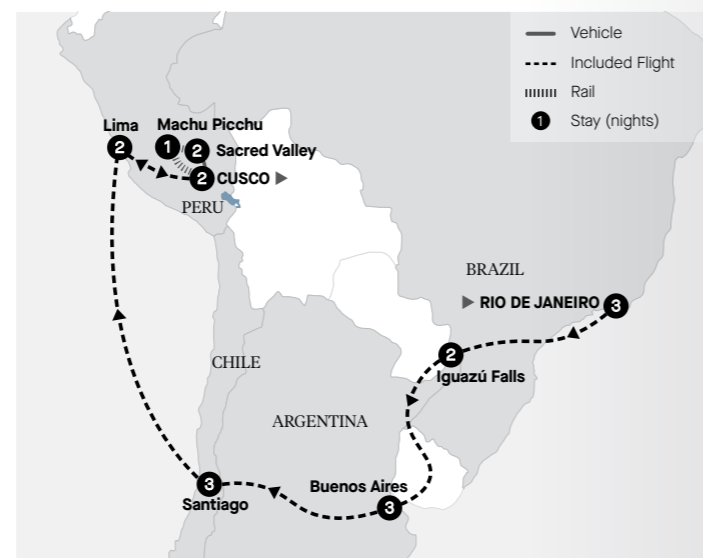 Vehicle
Included Flight
Rail
1 Stay (nights)
Lima
2
Machu Picchu
1
2 Sacred Valley
2 CUSCO
PERU
BRAZIL
RIO DE JANEIRO 3
2
Iguazú Falls
CHILE
ARGENTINA
3
Santiago
Buenos Aires
3